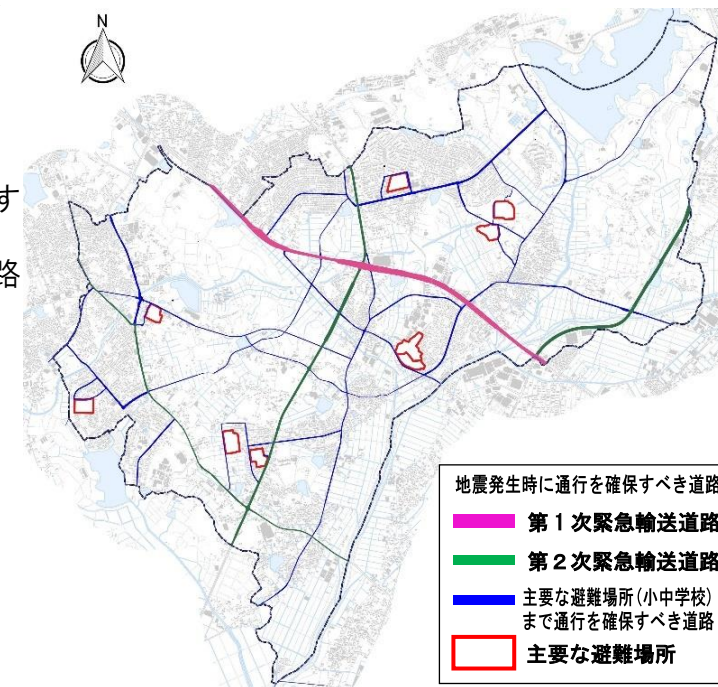 N
す
路
地震発生時に通行を確保すべき道路
第１次緊急輸送道路
第２次緊急輸送道路
主要な避難場所(小中学校)
まで通行を確保すべき道路
主要な避難場所